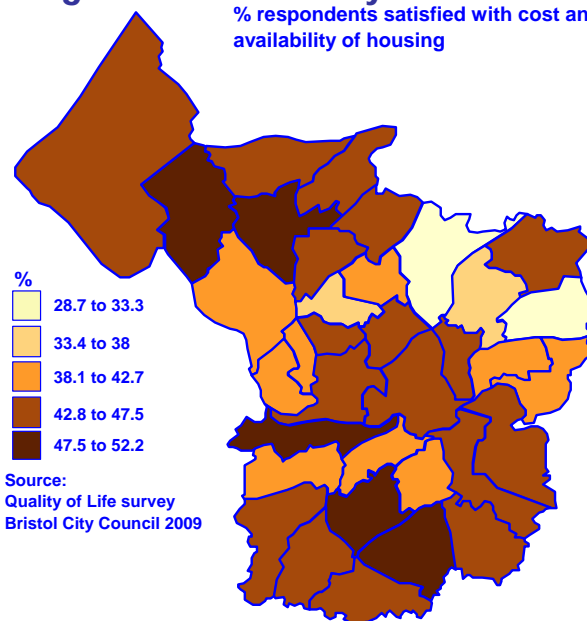 % respondents satisfied with cost an
availability of housing
%
28.7 to 33.3
33.4 to 38
38.1 to 42.7
42.8 to 47.5
47.5 to 52.2
Source:
Quality of Life survey
Bristol City Council 2009